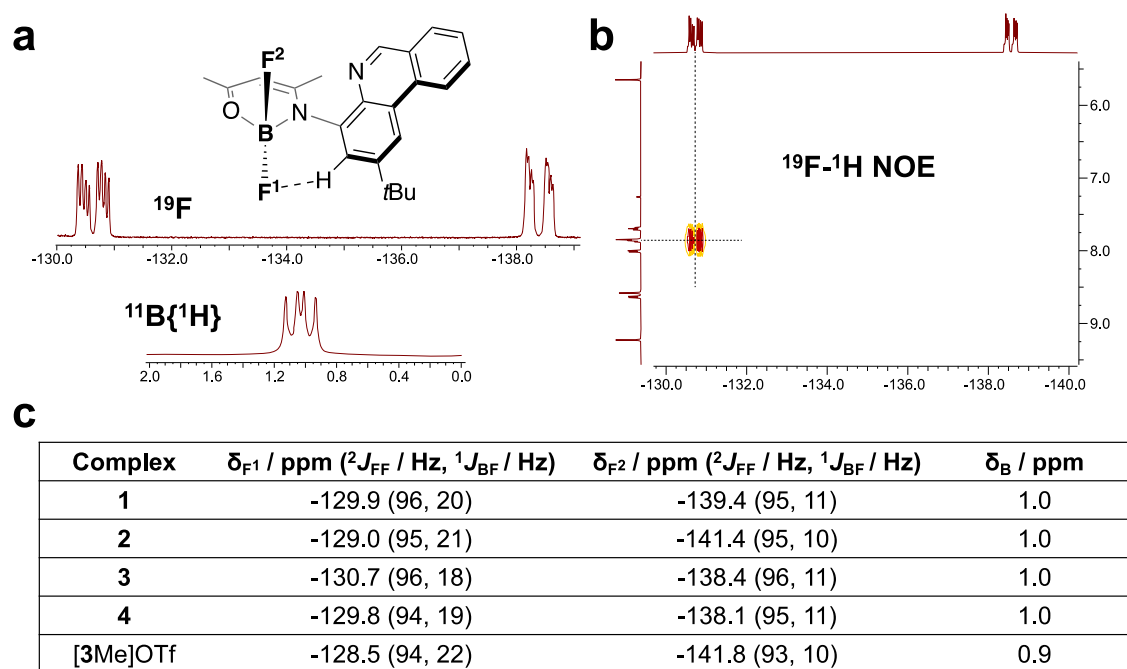 a
F²
N
O
B
N
F¹
H
tBu
¹⁹F
-130.0 -132.0 -134.0 -136.0 -138.0
¹¹B{¹H}
2.0 1.6 1.2 0.8 0.4 0.0
b
¹⁹F-¹H NOE
6.0
7.0
8.0
9.0
-130.0 -132.0 -134.0 -136.0 -138.0 -140.0
c
Complex δF¹ / ppm (²JFF / Hz, ¹JBF / Hz) δF² / ppm (²JFF / Hz, ¹JBF / Hz) δB / ppm
1 -129.9 (96, 20) -139.4 (95, 11) 1.0
2 -129.0 (95, 21) -141.4 (95, 10) 1.0
3 -130.7 (96, 18) -138.4 (96, 11) 1.0
4 -129.8 (94, 19) -138.1 (95, 11) 1.0
[3Me]OTf -128.5 (94, 22) -141.8 (93, 10) 0.9